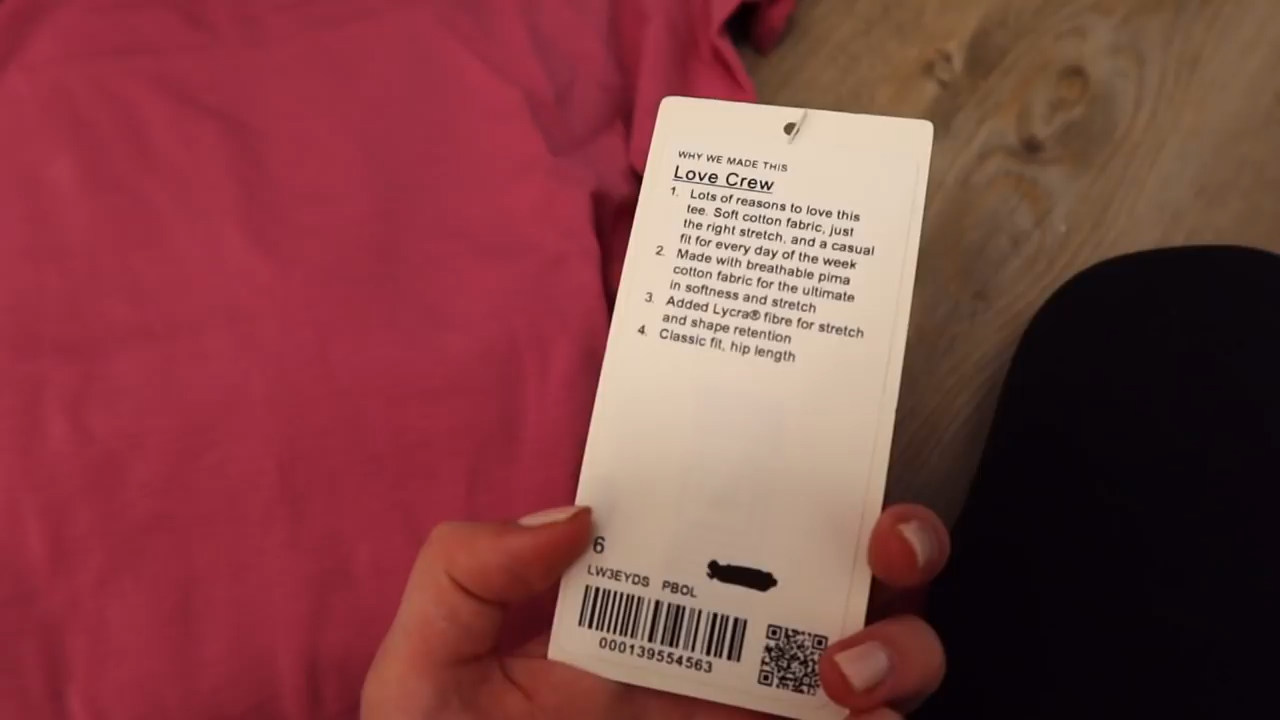 WHY WE MADE THIS
Love Crew
1. Lots of reasons to love this
tee. Soft cotton fabric, just
the right stretch, and a casual
fit for every day of the week
2. Made with breathable pima
cotton fabric for the ultimate
in softness and stretch
3. Added Lycra® fibre for stretch
and shape retention
4. Classic fit, hip length
6
LW3EYDS PBOL
000139554563